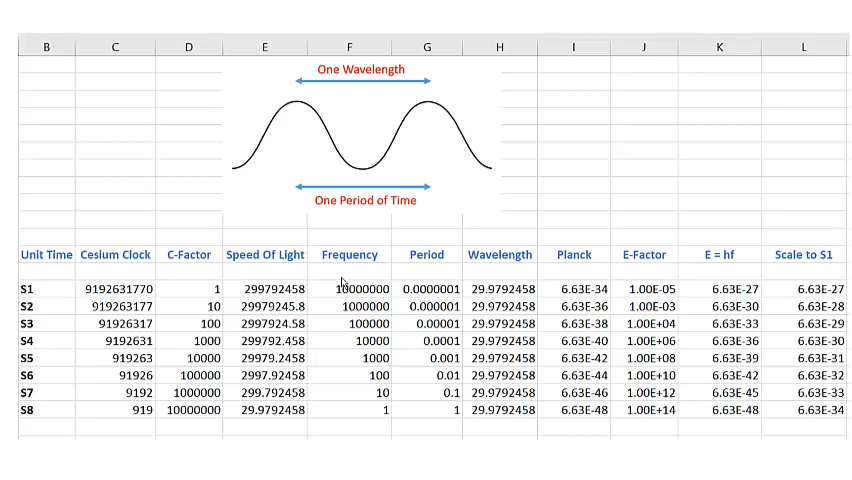 B C D E F G H I J K L
One Wavelength
One Period of Time
Unit Time Cesium Clock C-Factor Speed Of Light Frequency Period Wavelength Planck E-Factor E = hf Scale to S1
S1 9192631770 1 299792458 10000000 0.0000001 29.9792458 6.63E-34 1.00E-05 6.63E-27 6.63E-27
S2 919263177 10 29979245.8 1000000 0.000001 29.9792458 6.63E-36 1.00E-03 6.63E-30 6.63E-28
S3 91926317 100 2997924.58 100000 0.00001 29.9792458 6.63E-38 1.00E+04 6.63E-33 6.63E-29
S4 9192631 1000 299792.458 10000 0.0001 29.9792458 6.63E-40 1.00E+06 6.63E-36 6.63E-30
S5 919263 10000 29979.2458 1000 0.001 29.9792458 6.63E-42 1.00E+08 6.63E-39 6.63E-31
S6 91926 100000 2997.92458 100 0.01 29.9792458 6.63E-44 1.00E+10 6.63E-42 6.63E-32
S7 9192 1000000 299.792458 10 0.1 29.9792458 6.63E-46 1.00E+12 6.63E-45 6.63E-33
S8 919 10000000 29.9792458 1 1 29.9792458 6.63E-48 1.00E+14 6.63E-48 6.63E-34